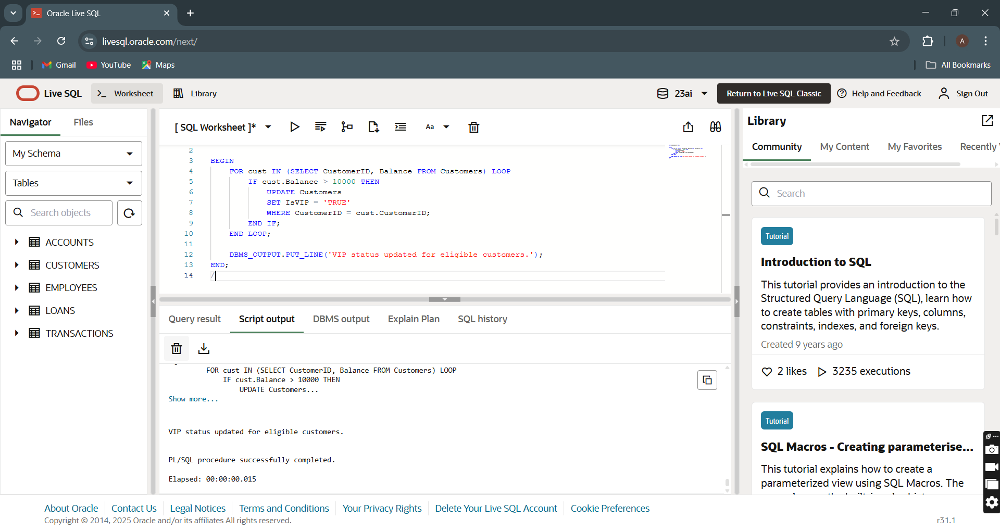 Oracle Live SQL
livesql.oracle.com/next/
A
Gmail
YouTube
Maps
All Bookmarks
Live SQL
Worksheet
Library
23ai
Return to Live SQL Classic
Help and Feedback
Sign Out
Navigator
Files
My Schema
Tables
Search objects
ACCOUNTS
CUSTOMERS
EMPLOYEES
LOANS
TRANSACTIONS
[ SQL Worksheet ]*
Aa
2
3 BEGIN
4 FOR cust IN (SELECT CustomerID, Balance FROM Customers) LOOP
5 IF cust.Balance > 10000 THEN
6 UPDATE Customers
7 SET IsVIP = 'TRUE'
8 WHERE CustomerID = cust.CustomerID;
9 END IF;
10 END LOOP;
11
12 DBMS_OUTPUT.PUT_LINE('VIP status updated for eligible customers.');
13 END;
14 /
Query result
Script output
DBMS output
Explain Plan
SQL history
FOR cust IN (SELECT CustomerID, Balance FROM Customers) LOOP
IF cust.Balance > 10000 THEN
UPDATE Customers...
Show more...
VIP status updated for eligible customers.
PL/SQL procedure successfully completed.
Elapsed: 00:00:00.015
Library
Community
My Content
My Favorites
Recently
Search
Tutorial
Introduction to SQL
This tutorial provides an introduction to the
Structured Query Language (SQL), learn how
to create tables with primary keys, columns,
constraints, indexes, and foreign keys.
Created 9 years ago
2 likes
3235 executions
Tutorial
SQL Macros - Creating parameterise...
This tutorial explains how to create a
parameterized view using SQL Macros. The
About Oracle
Contact Us
Legal Notices
Terms and Conditions
Your Privacy Rights
Delete Your Live SQL Account
Cookie Preferences
Copyright © 2014, 2025 Oracle and/or its affiliates All rights reserved.
r31.1